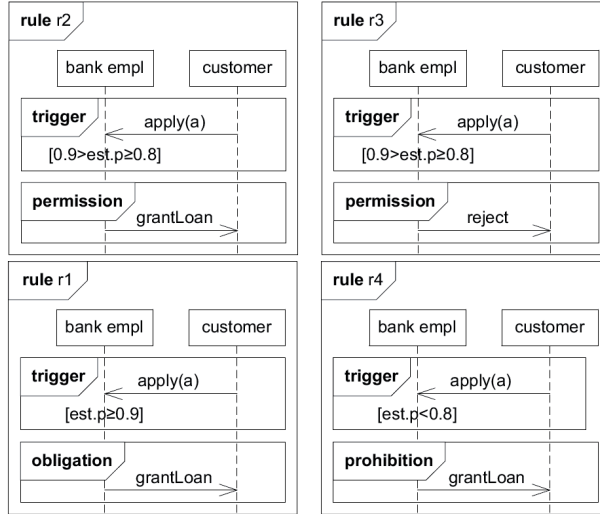 rule r2
bank empl
customer
trigger
apply(a)
[0.9>est.p≥0.8]
permission
grantLoan
rule r3
bank empl
customer
trigger
apply(a)
[0.9>est.p≥0.8]
permission
reject
rule r1
bank empl
customer
trigger
apply(a)
[est.p≥0.9]
obligation
grantLoan
rule r4
bank empl
customer
trigger
apply(a)
[est.p<0.8]
prohibition
grantLoan